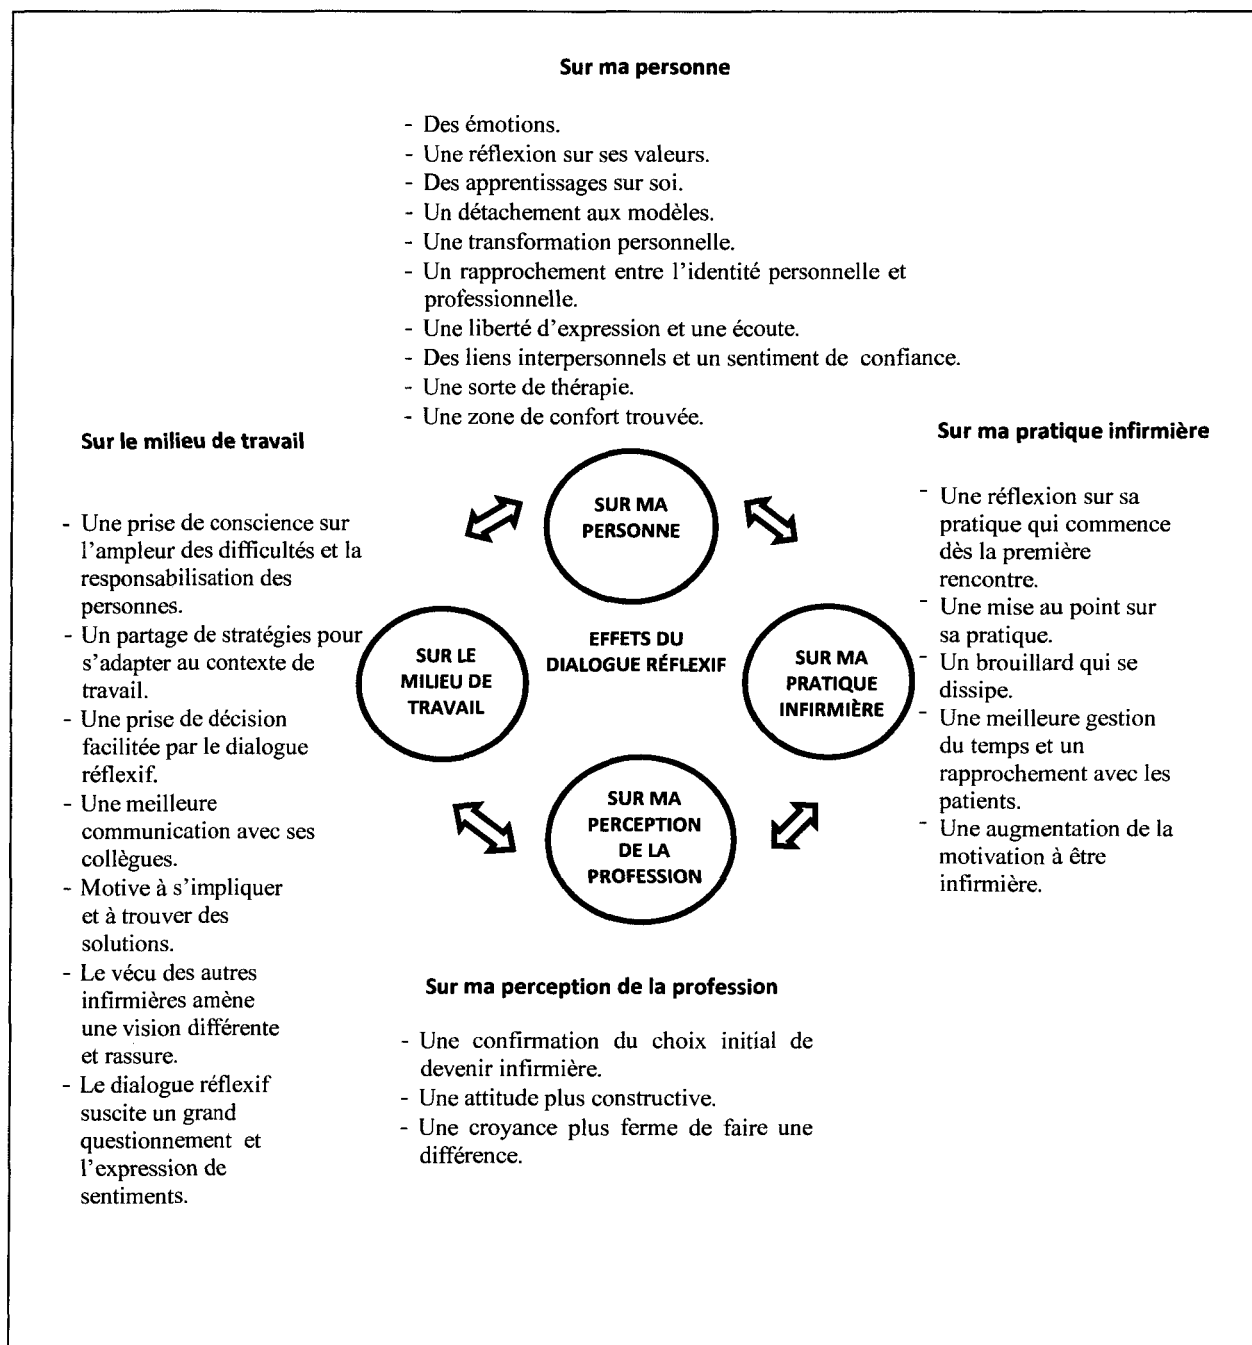 Sur ma personne
- Des émotions.
- Une réflexion sur ses valeurs.
- Des apprentissages sur soi.
- Un détachement aux modèles.
- Une transformation personnelle.
- Un rapprochement entre l'identité personnelle et
professionnelle.
- Une liberté d'expression et une écoute.
- Des liens interpersonnels et un sentiment de confiance.
- Une sorte de thérapie.
- Une zone de confort trouvée.
Sur le milieu de travail
- Une prise de conscience sur
l'ampleur des difficultés et la
responsabilisation des
personnes.
- Un partage de stratégies pour
s'adapter au contexte de
travail.
- Une prise de décision
facilitée par le dialogue
réflexif.
- Une meilleure
communication avec ses
collègues.
- Motive à s'impliquer
et à trouver des
solutions.
- Le vécu des autres
infirmières amène
une vision différente
et rassure.
- Le dialogue réflexif
suscite un grand
questionnement et
l'expression de
sentiments.
SUR MA
PERSONNE
SUR LE
MILIEU DE
TRAVAIL
EFFETS DU
DIALOGUE RÉFLEXIF
SUR MA
PRATIQUE
INFIRMIÈRE
SUR MA
PERCEPTION
DE LA
PROFESSION
Sur ma pratique infirmière
- Une réflexion sur sa
pratique qui commence
dès la première
rencontre.
- Une mise au point sur
sa pratique.
- Un brouillard qui se
dissipe.
- Une meilleure gestion
du temps et un
rapprochement avec les
patients.
- Une augmentation de la
motivation à être
infirmière.
Sur ma perception de la profession
- Une confirmation du choix initial de
devenir infirmière.
- Une attitude plus constructive.
- Une croyance plus ferme de faire une
différence.